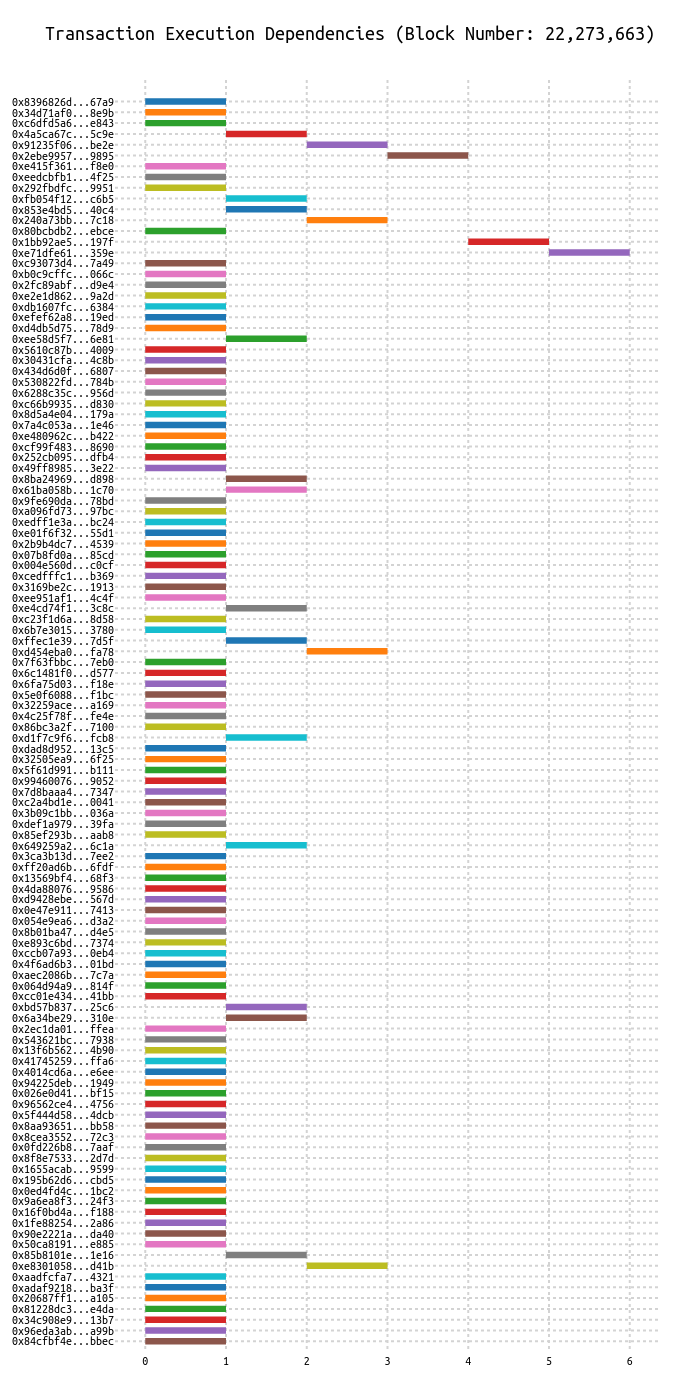 Transaction Execution Dependencies (Block Number: 22,273,663)
0x8396826d...67a9
0x34d71af0...8e9b
0xc6dfd5a6...e843
0x4a5ca67c...5c9e
0x91235f06...be2e
0x2ebe9957...9895
0xe415f361...f8e0
0xeedcbfb1...4f25
0x292fbdfc...9951
0xfb054f12...c6b5
0x853e4bd5...40c4
0x240a73bb...7c18
0x80bcbdb2...ebce
0x1bb92ae5...197f
0xe71dfe61...359e
0xc93073d4...7a49
0xb0c9cffc...066c
0x2fc89abf...d9e4
0xe2e1d862...9a2d
0xdb1607fc...6384
0xefef62a8...19ed
0xd4db5d75...78d9
0xee58d5f7...6e81
0x5610c87b...4009
0x30431cfa...4c8b
0x434d6d0f...6807
0x530822fd...784b
0x6288c35c...956d
0xc66b9935...d830
0x8d5a4e04...179a
0x7a4c053a...1e46
0xe480962c...b422
0xcf99f483...8690
0x252cb095...dfb4
0x49ff8985...3e22
0x8ba24969...d898
0x61ba058b...1c70
0x9fe690da...78bd
0xa096fd73...97bc
0xedff1e3a...bc24
0xe01f6f32...55d1
0x2b9b4dc7...4539
0x07b8fd0a...85cd
0x004e560d...c0cf
0xcedfffc1...b369
0x3169be2c...1913
0xee951af1...4c4f
0xe4cd74f1...3c8c
0xc23f1d6a...8d58
0x6b7e3015...3780
0xffec1e39...7d5f
0xd454eba0...fa78
0x7f63fbbc...7eb0
0x6c1481f0...d577
0x6fa75d03...f18e
0x5e0f6088...f1bc
0x32259ace...a169
0x4c25f78f...fe4e
0x86bc3a2f...7100
0xd1f7c9f6...fcb8
0xdad8d952...13c5
0x32505ea9...6f25
0x5f61d991...b111
0x99460076...9052
0x7d8baaa4...7347
0xc2a4bd1e...0041
0x3b09c1bb...036a
0xdef1a979...39fa
0x85ef293b...aab8
0x649259a2...6c1a
0x3ca3b13d...7ee2
0xff20ad6b...6fdf
0x13569bf4...68f3
0x4da88076...9586
0xd9428ebe...567d
0x0e47e911...7413
0x054e9ea6...d3a2
0x8b01ba47...d4e5
0xe893c6bd...7374
0xccb07a93...0eb4
0x4f6ad6b3...01bd
0xaec2086b...7c7a
0x064d94a9...814f
0xcc01e434...41bb
0xbd57b837...25c6
0x6a34be29...310e
0x2ec1da01...ffea
0x543621bc...7938
0x13f6b562...4b90
0x41745259...ffa6
0x4014cd6a...e6ee
0x94225deb...1949
0x026e0d41...bf15
0x96562ce4...4756
0x5f444d58...4dcb
0x8aa93651...bb58
0x8cea3552...72c3
0x0fd226b8...7aaf
0x8f8e7533...2d7d
0x1655acab...9599
0x195b62d6...cbd5
0x0ed4fd4c...1bc2
0x9a6ea8f3...24f3
0x16f0bd4a...f188
0x1fe88254...2a86
0x90e2221a...da40
0x50ca8191...e885
0x85b8101e...1e16
0xe8301058...d41b
0xaadfcfa7...4321
0xadaf9218...ba3f
0x20687ff1...a105
0x81228dc3...e4da
0x34c908e9...13b7
0x96eda3ab...a99b
0x84cfbf4e...bbec
0 1 2 3 4 5 6